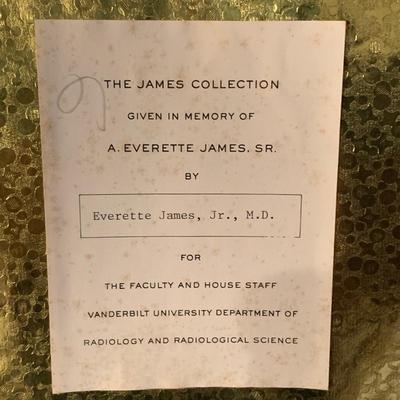 THE JAMES COLLECTION
GIVEN IN MEMORY OF
A. EVERETTE JAMES, SR.
BY
Everette James, Jr., M.D.
FOR
THE FACULTY AND HOUSE STAFF
VANDERBILT UNIVERSITY DEPARTMENT OF
RADIOLOGY AND RADIOLOGICAL SCIENCE